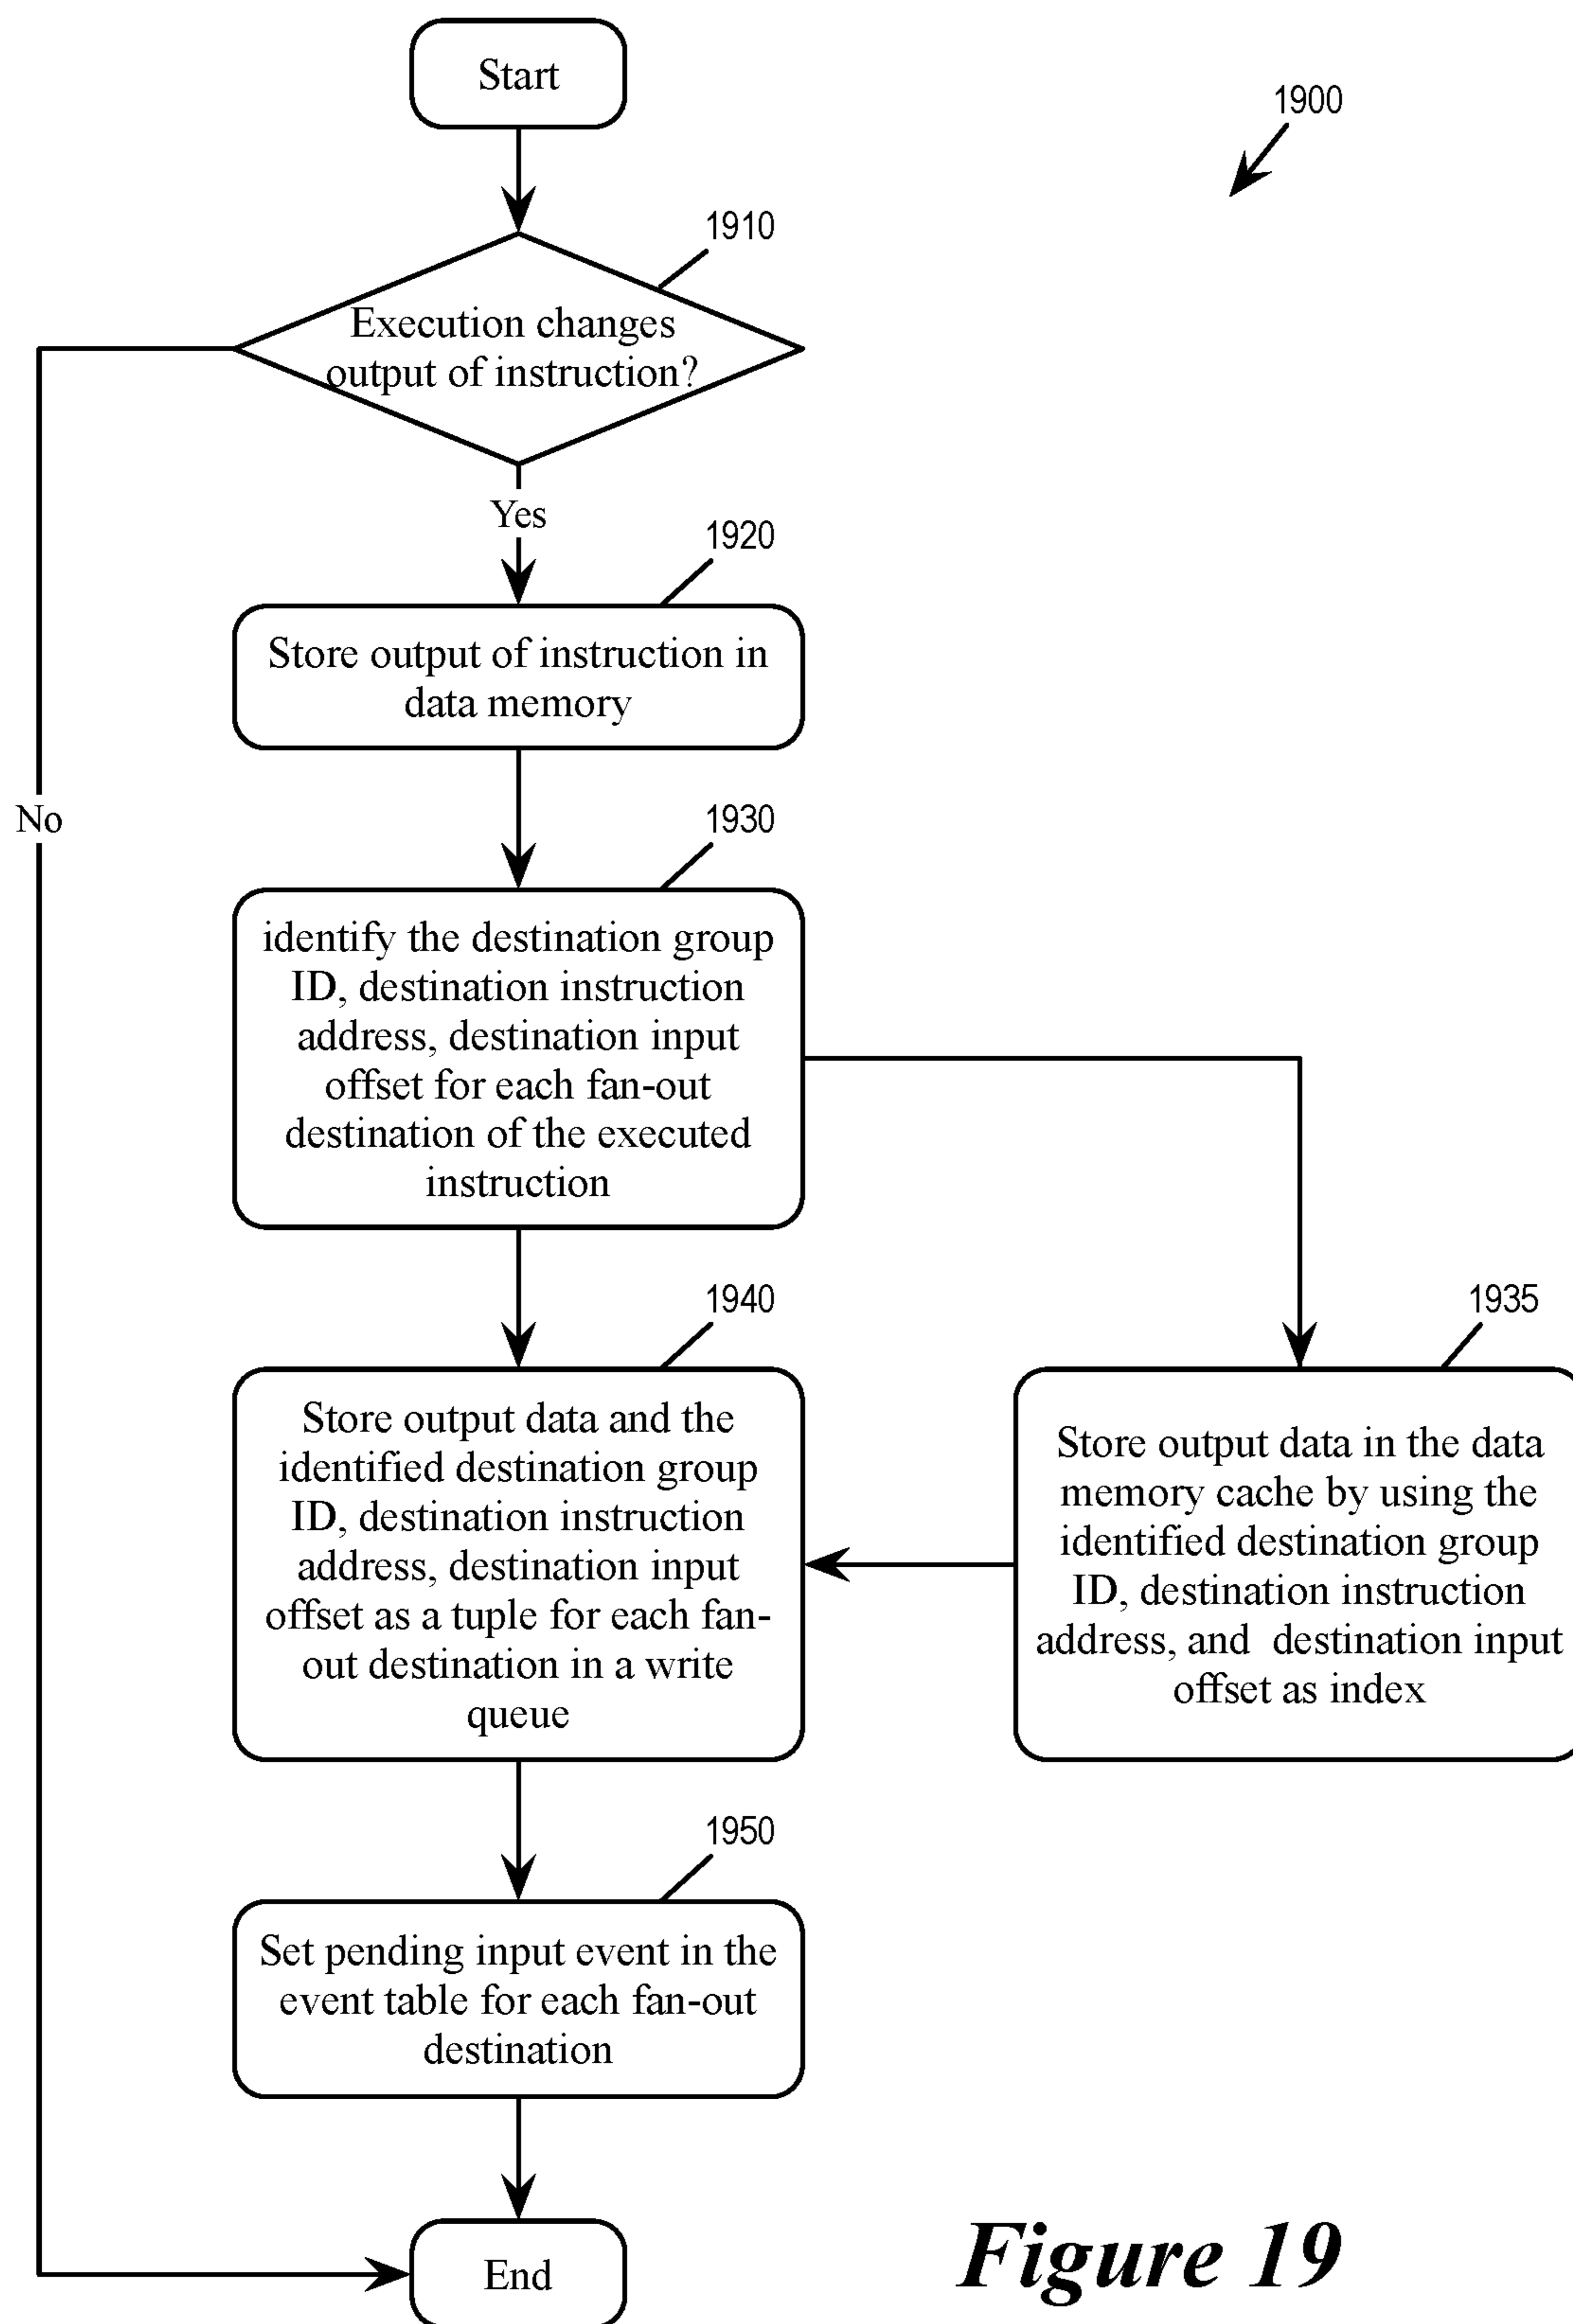 Start
1900
1910
Execution changes
output of instruction?
Yes
1920
Store output of instruction in
data memory
No
1930
identify the destination group
ID, destination instruction
address, destination input
offset for each fan-out
destination of the executed
instruction
1940
Store output data and the
identified destination group
ID, destination instruction
address, destination input
offset as a tuple for each fan-
out destination in a write
queue
1935
Store output data in the data
memory cache by using the
identified destination group
ID, destination instruction
address, and  destination input
offset as index
1950
Set pending input event in the
event table for each fan-out
destination
End
Figure 19